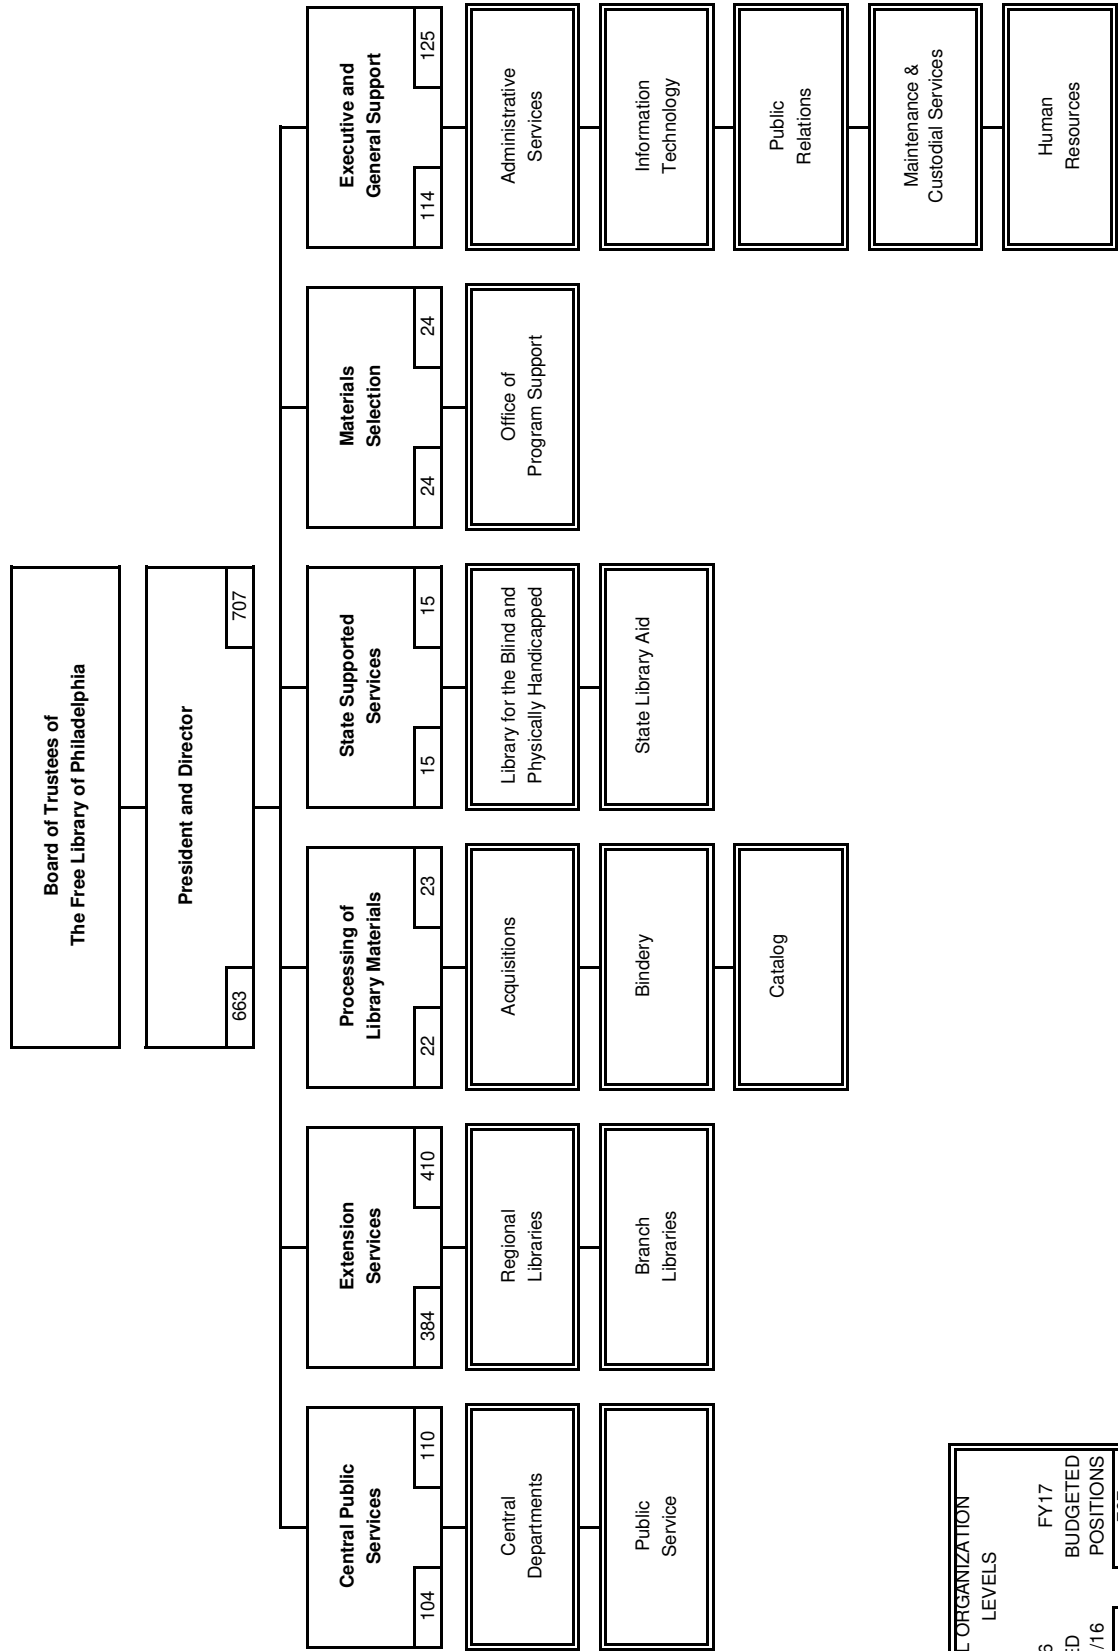 Board of Trustees of
The Free Library of Philadelphia
President and Director
663
707
Central Public
Services
104
110
Central
Departments
Public
Service
Extension
Services
384
410
Regional
Libraries
Branch
Libraries
Processing of
Library Materials
22
23
Acquisitions
Bindery
Catalog
State Supported
Services
15
15
Library for the Blind and
Physically Handicapped
State Library Aid
Materials
Selection
24
24
Office of
Program Support
Executive and
General Support
114
125
Administrative
Services
Information
Technology
Public
Relations
Maintenance &
Custodial Services
Human
Resources
ORGANIZATION
LEVELS
FY17
BUDGETED
POSITIONS
/16